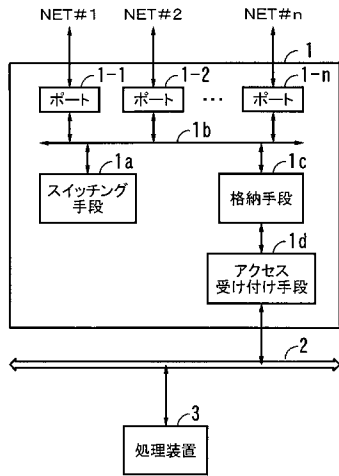 NET#1 NET#2 NET#n
1
1-1 1-2 1-n
ポート ポート … ポート
1b
1a 1c
スイッチング
手段
格納手段
1d
アクセス
受け付け手段
2
3
処理装置